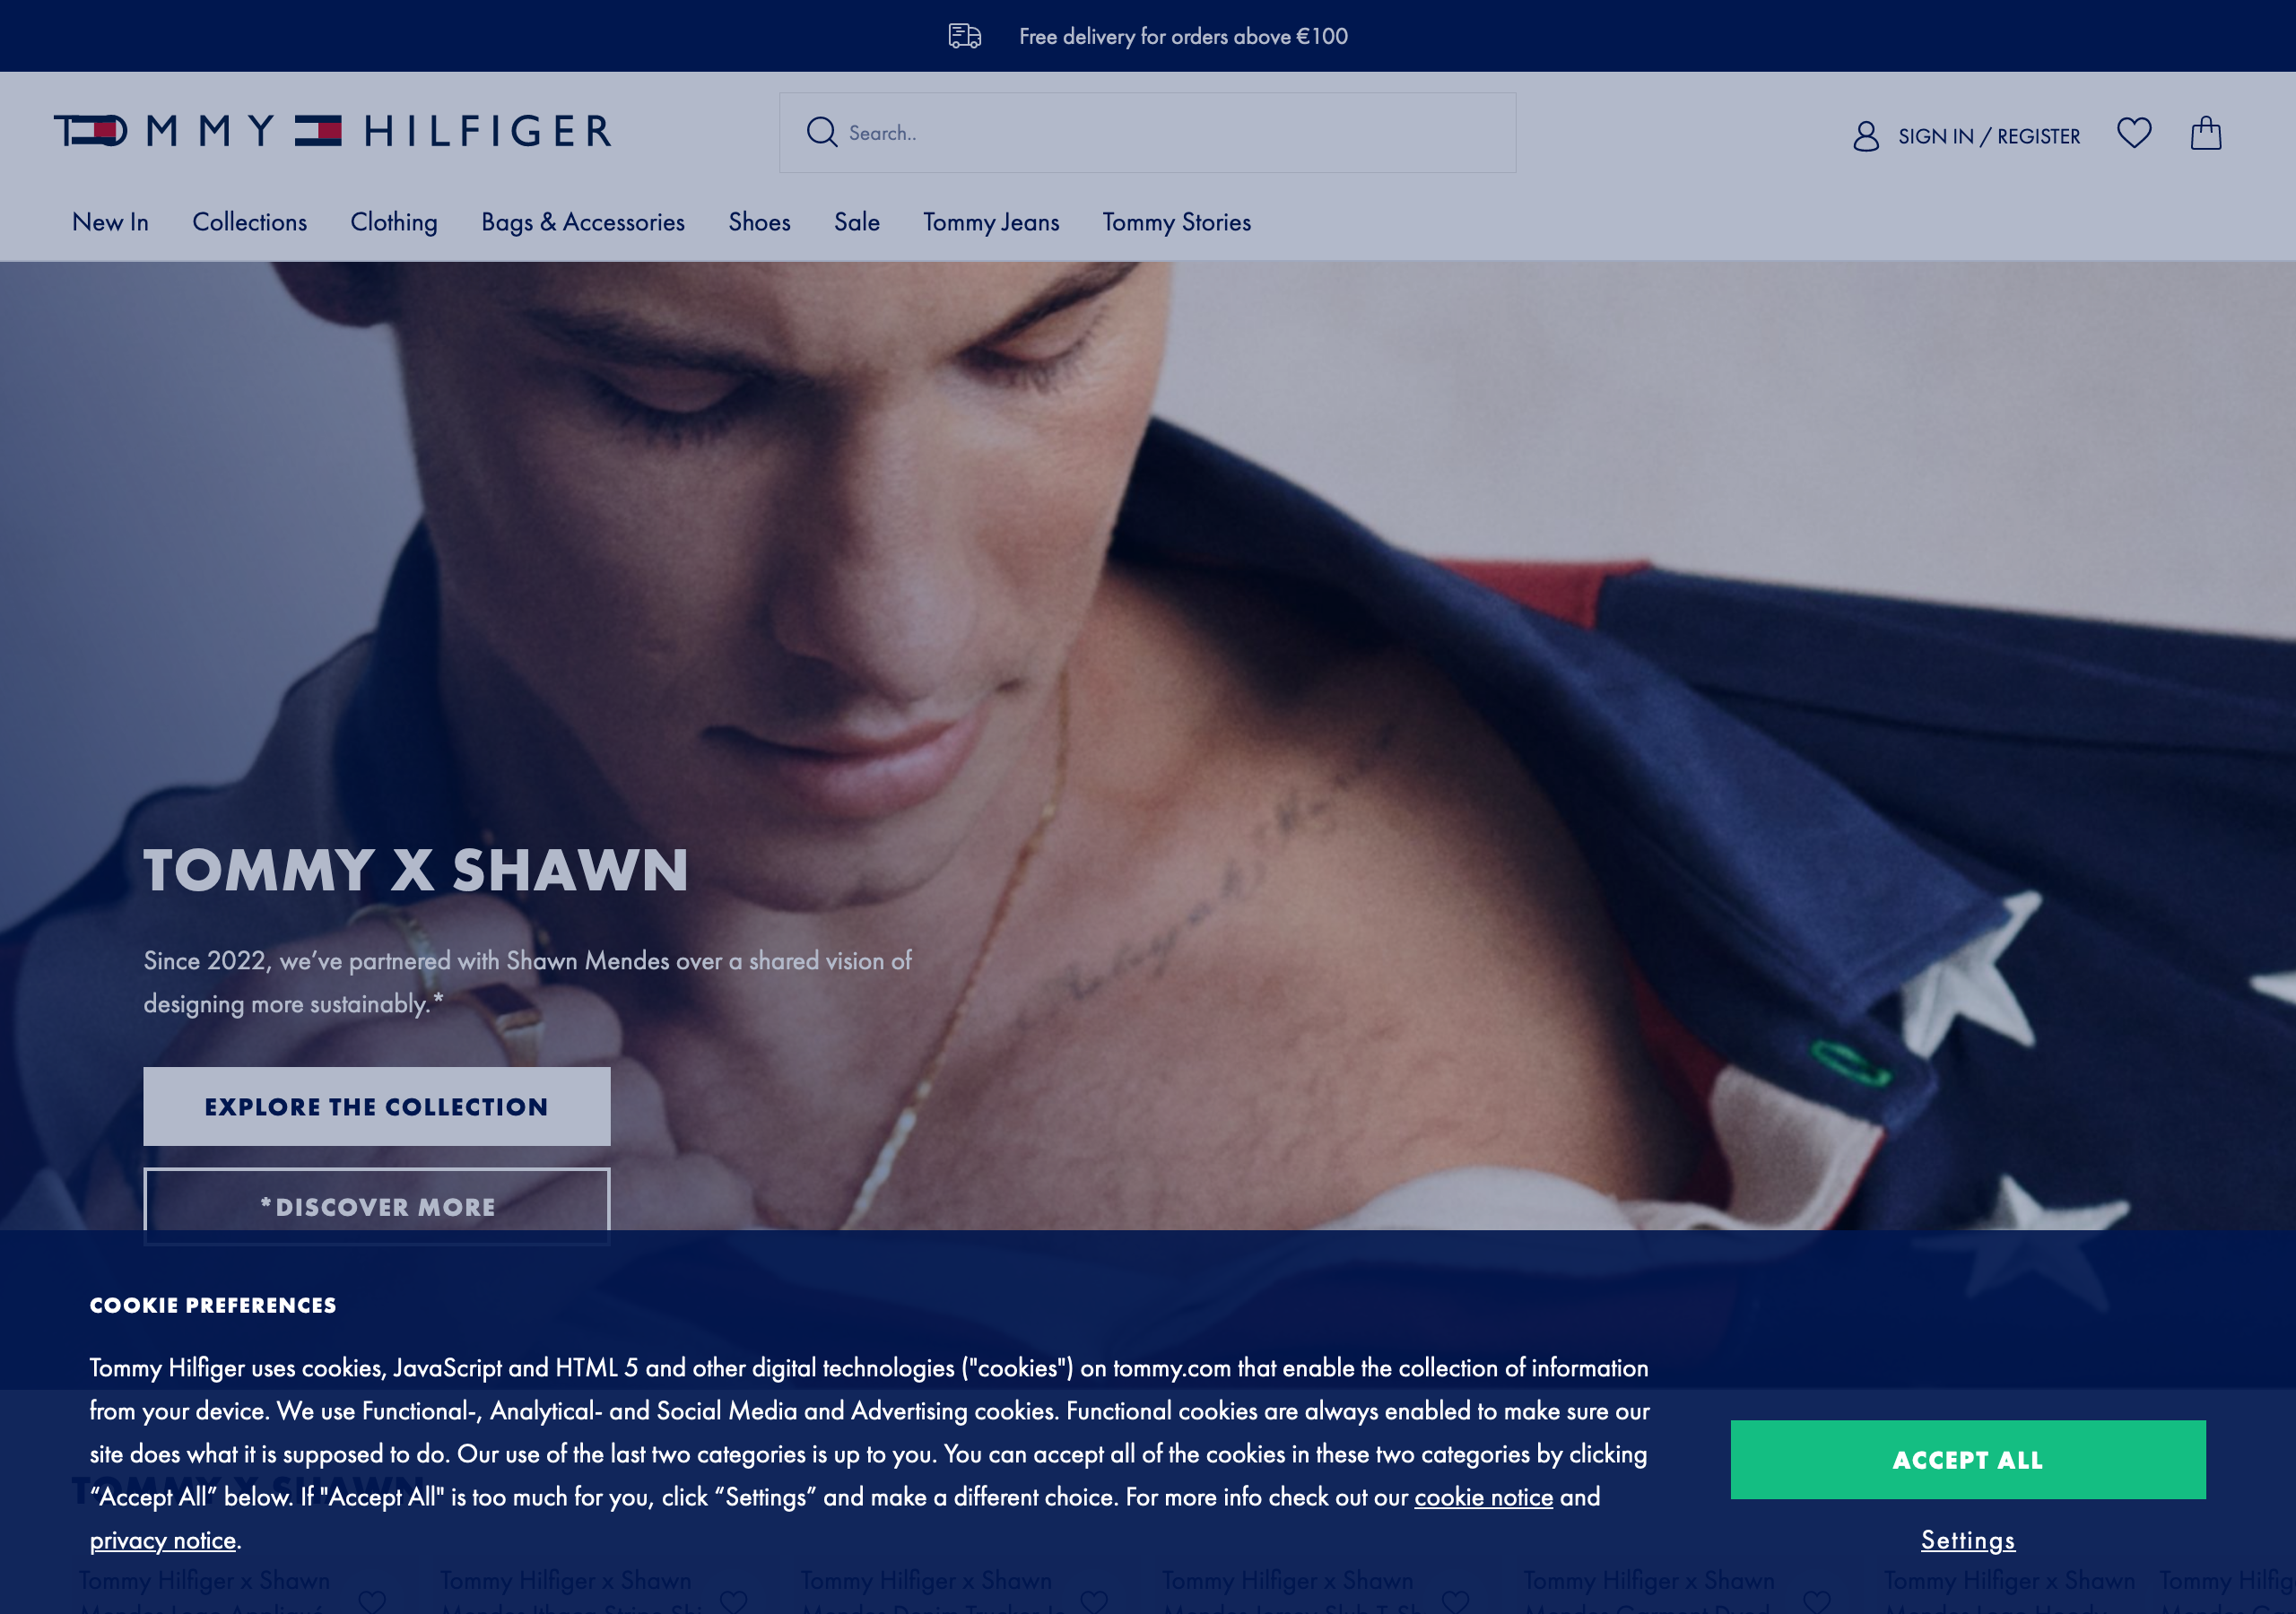 Free delivery for orders above €100
TOMMY HILFIGER
Search..
SIGN IN / REGISTER
New In Collections Clothing Bags & Accessories Shoes Sale Tommy Jeans Tommy Stories
TOMMY X SHAWN
Since 2022, we’ve partnered with Shawn Mendes over a shared vision of
designing more sustainably.*
EXPLORE THE COLLECTION
*DISCOVER MORE
COOKIE PREFERENCES
Tommy Hilfiger uses cookies, JavaScript and HTML 5 and other digital technologies ("cookies") on tommy.com that enable the collection of information
from your device. We use Functional-, Analytical- and Social Media and Advertising cookies. Functional cookies are always enabled to make sure our
site does what it is supposed to do. Our use of the last two categories is up to you. You can accept all of the cookies in these two categories by clicking
“Accept All” below. If "Accept All" is too much for you, click “Settings” and make a different choice. For more info check out our cookie notice and
privacy notice.
ACCEPT ALL
Settings
TOMMY X SHAWN
Tommy Hilfiger x Shawn
Tommy Hilfiger x Shawn
Tommy Hilfiger x Shawn
Tommy Hilfiger x Shawn
Tommy Hilfiger x Shawn
Tommy Hilfiger x Shawn